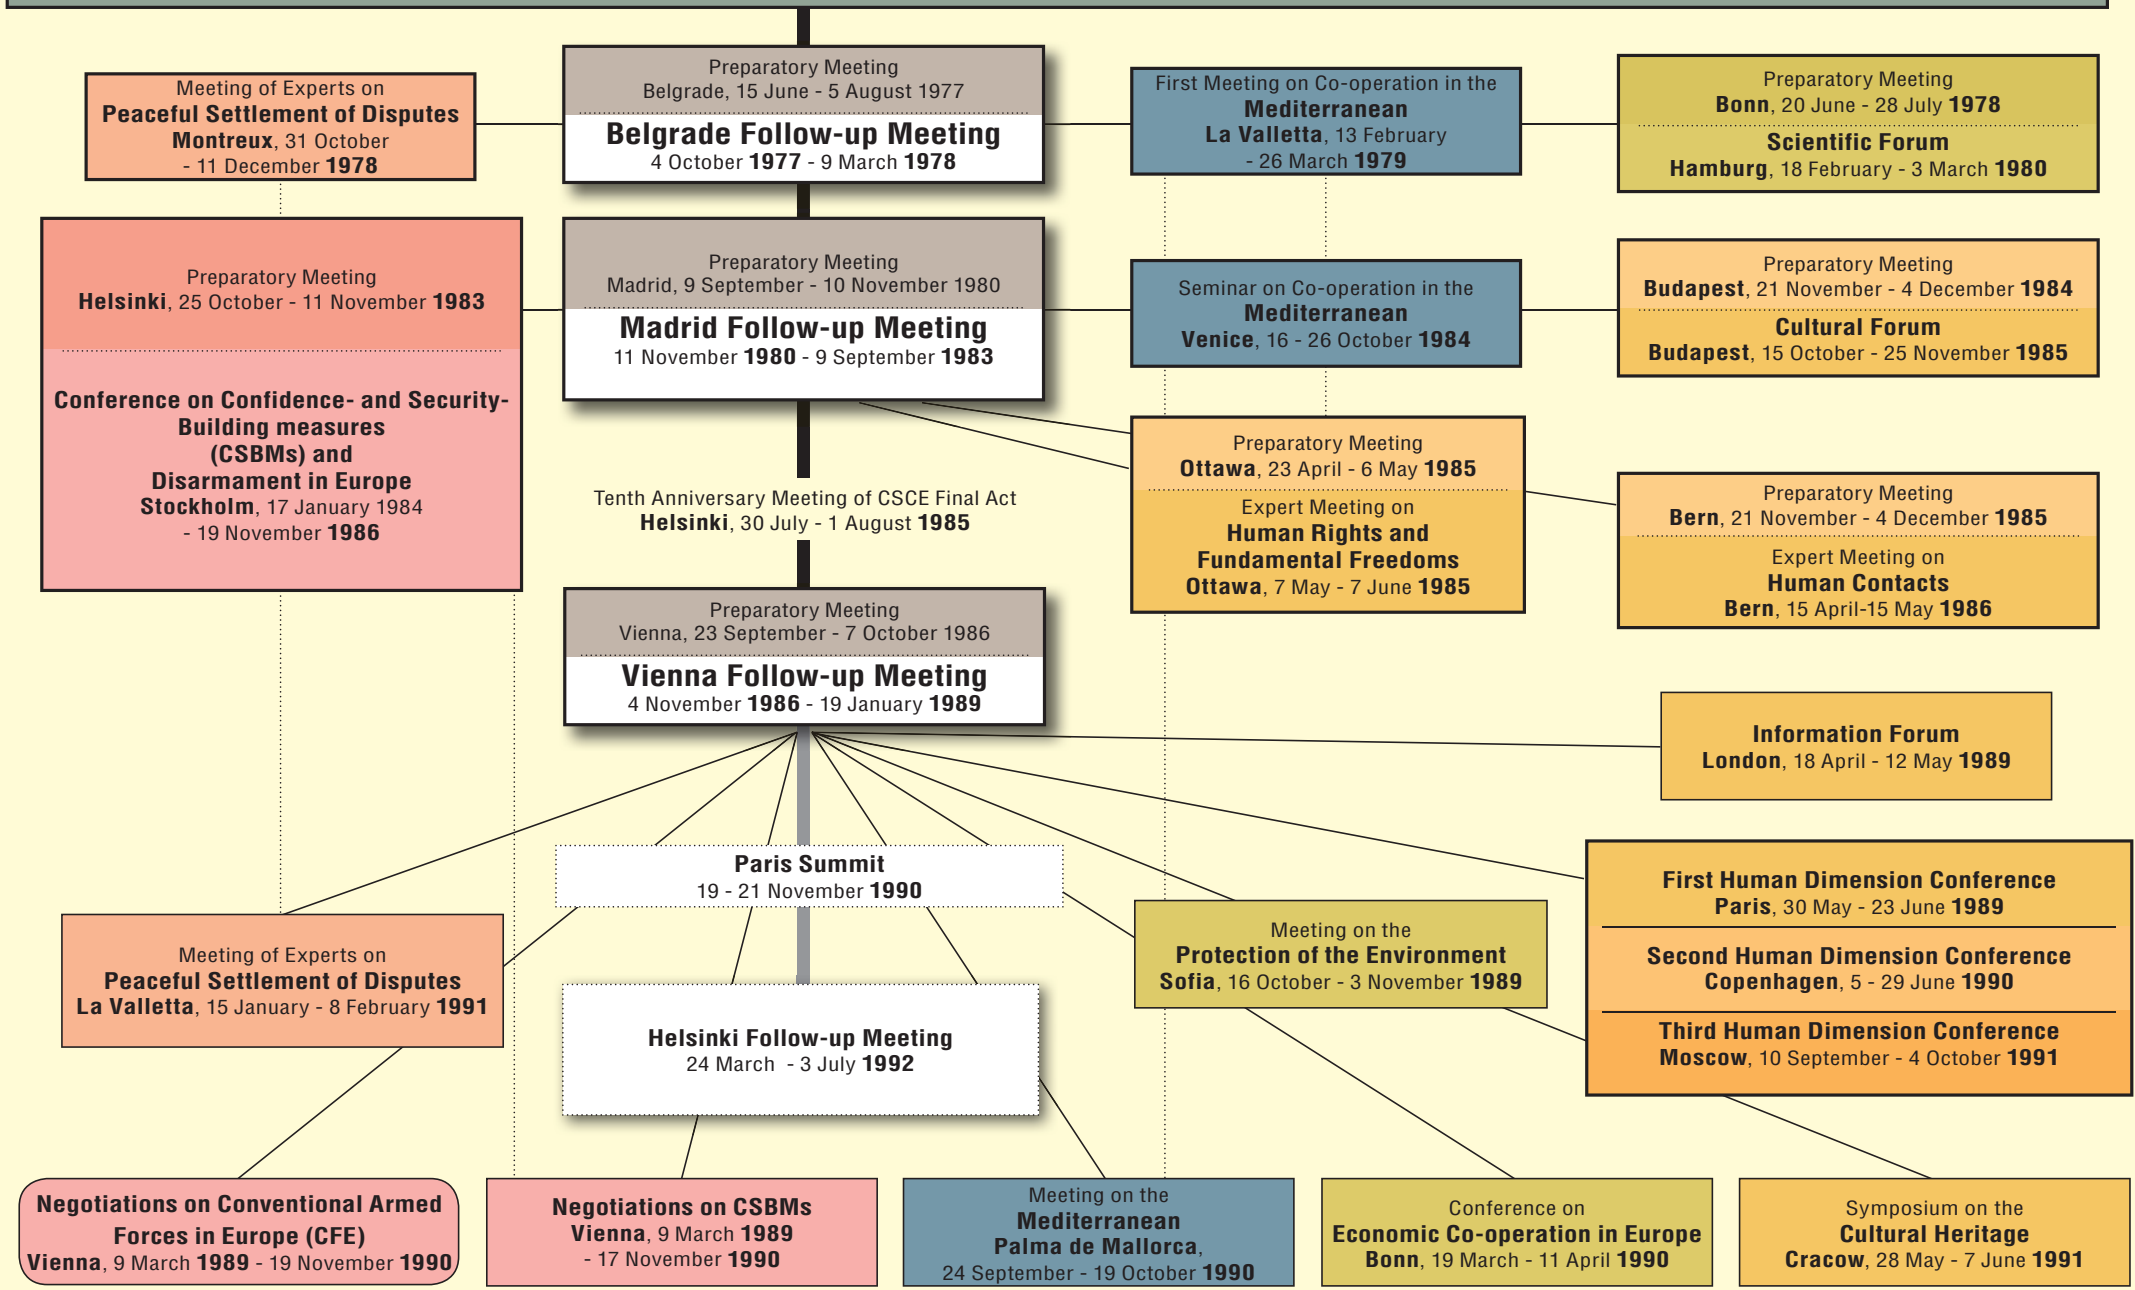 Meeting of Experts on
Peaceful Settlement of Disputes
Montreux, 31 October
- 11 December 1978
Preparatory Meeting
Belgrade, 15 June - 5 August 1977
Belgrade Follow-up Meeting
4 October 1977 - 9 March 1978
First Meeting on Co-operation in the
Mediterranean
La Valletta, 13 February
- 26 March 1979
Preparatory Meeting
Bonn, 20 June - 28 July 1978
Scientific Forum
Hamburg, 18 February - 3 March 1980
Preparatory Meeting
Helsinki, 25 October - 11 November 1983
Conference on Confidence- and Security-
Building measures
(CSBMs) and
Disarmament in Europe
Stockholm, 17 January 1984
- 19 November 1986
Preparatory Meeting
Madrid, 9 September - 10 November 1980
Madrid Follow-up Meeting
11 November 1980 - 9 September 1983
Seminar on Co-operation in the
Mediterranean
Venice, 16 - 26 October 1984
Preparatory Meeting
Budapest, 21 November - 4 December 1984
Cultural Forum
Budapest, 15 October - 25 November 1985
Tenth Anniversary Meeting of CSCE Final Act
Helsinki, 30 July - 1 August 1985
Preparatory Meeting
Ottawa, 23 April - 6 May 1985
Expert Meeting on
Human Rights and
Fundamental Freedoms
Ottawa, 7 May - 7 June 1985
Preparatory Meeting
Bern, 21 November - 4 December 1985
Expert Meeting on
Human Contacts
Bern, 15 April-15 May 1986
Preparatory Meeting
Vienna, 23 September - 7 October 1986
Vienna Follow-up Meeting
4 November 1986 - 19 January 1989
Information Forum
London, 18 April - 12 May 1989
Paris Summit
19 - 21 November 1990
First Human Dimension Conference
Paris, 30 May - 23 June 1989
Second Human Dimension Conference
Copenhagen, 5 - 29 June 1990
Third Human Dimension Conference
Moscow, 10 September - 4 October 1991
Meeting of Experts on
Peaceful Settlement of Disputes
La Valletta, 15 January - 8 February 1991
Meeting on the
Protection of the Environment
Sofia, 16 October - 3 November 1989
Helsinki Follow-up Meeting
24 March - 3 July 1992
Negotiations on Conventional Armed
Forces in Europe (CFE)
Vienna, 9 March 1989 - 19 November 1990
Negotiations on CSBMs
Vienna, 9 March 1989
- 17 November 1990
Meeting on the
Mediterranean
Palma de Mallorca,
24 September - 19 October 1990
Conference on
Economic Co-operation in Europe
Bonn, 19 March - 11 April 1990
Symposium on the
Cultural Heritage
Cracow, 28 May - 7 June 1991